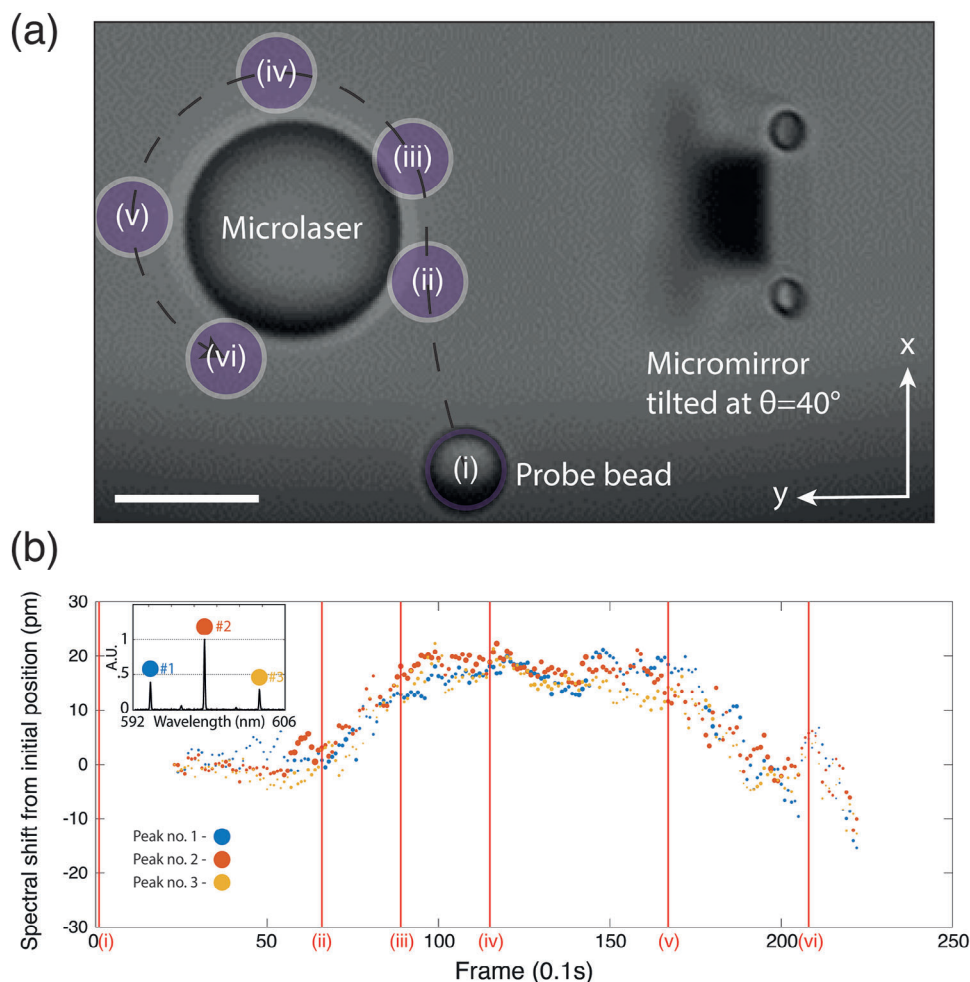 (a)
(iv)
(iii)
(v)
Microlaser
(ii)
(vi)
Micromirror
tilted at θ=40°
x
(i)
Probe bead
y
(b)
Spectral shift from initial position (pm)
30
20
10
0
-10
-20
-30
A.U.
1
.5
0
#1
#2
#3
592 Wavelength (nm) 606
Peak no. 1 -
Peak no. 2 -
Peak no. 3 -
0 50 100 150 200 250
(i) (ii) (iii) (iv) (v) (vi)
Frame (0.1s)